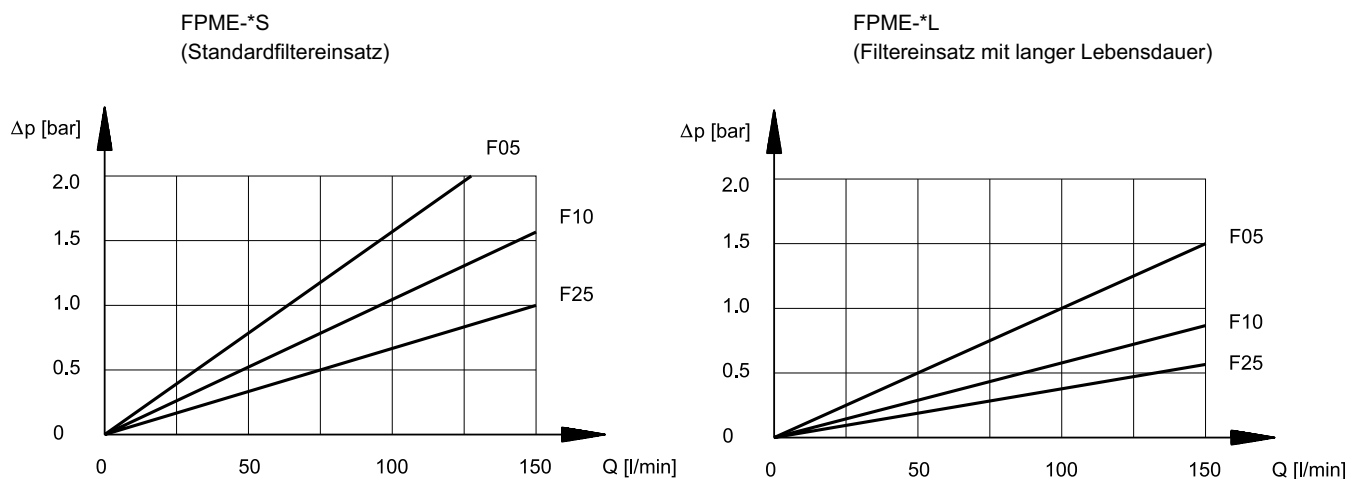 FPME-*S
(Standardfiltereinsatz)
Δp [bar]
2.0
1.5
1.0
0.5
0
0
50
100
150
Q [l/min]
F05
F10
F25
FPME-*L
(Filtereinsatz mit langer Lebensdauer)
Δp [bar]
2.0
1.5
1.0
0.5
0
0
50
100
150
Q [l/min]
F05
F10
F25